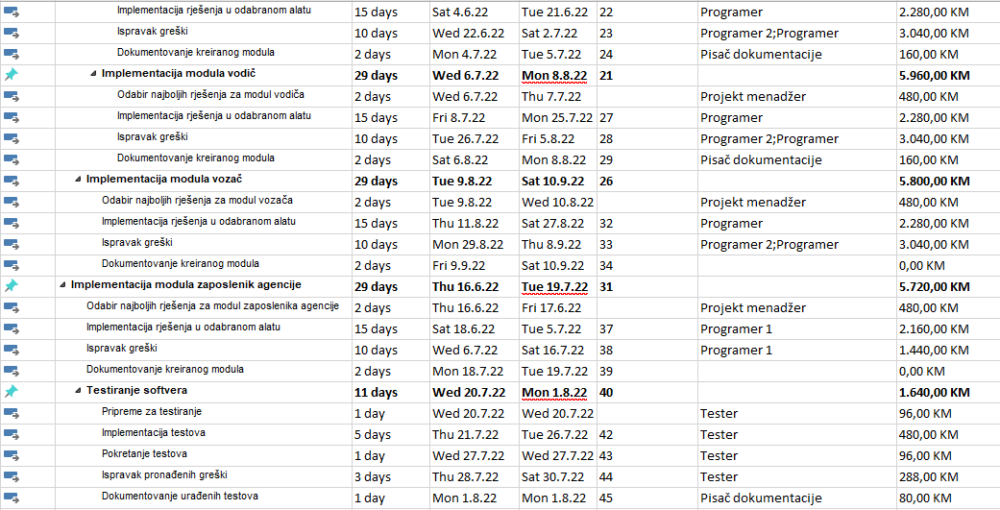 Implementacija rješenja u odabranom alatu 15 days Sat 4.6.22 Tue 21.6.22 22 Programer 2.280,00 KM
Ispravak greški 10 days Wed 22.6.22 Sat 2.7.22 23 Programer 2;Programer 3.040,00 KM
Dokumentovanje kreiranog modula 2 days Mon 4.7.22 Tue 5.7.22 24 Pisač dokumentacije 160,00 KM
Implementacija modula vodič 29 days Wed 6.7.22 Mon 8.8.22 21 5.960,00 KM
Odabir najboljih rješenja za modul vodiča 2 days Wed 6.7.22 Thu 7.7.22 Projekt menadžer 480,00 KM
Implementacija rješenja u odabranom alatu 15 days Fri 8.7.22 Mon 25.7.22 27 Programer 2.280,00 KM
Ispravak greški 10 days Tue 26.7.22 Fri 5.8.22 28 Programer 2;Programer 3.040,00 KM
Dokumentovanje kreiranog modula 2 days Sat 6.8.22 Mon 8.8.22 29 Pisač dokumentacije 160,00 KM
Implementacija modula vozač 29 days Tue 9.8.22 Sat 10.9.22 26 5.800,00 KM
Odabir najboljih rješenja za modul vozača 2 days Tue 9.8.22 Wed 10.8.22 Projekt menadžer 480,00 KM
Implementacija rješenja u odabranom alatu 15 days Thu 11.8.22 Sat 27.8.22 32 Programer 2.280,00 KM
Ispravak greški 10 days Mon 29.8.22 Thu 8.9.22 33 Programer 2;Programer 3.040,00 KM
Dokumentovanje kreiranog modula 2 days Fri 9.9.22 Sat 10.9.22 34 0,00 KM
Implementacija modula zaposlenik agencije 29 days Thu 16.6.22 Tue 19.7.22 31 5.720,00 KM
Odabir najboljih rješenja za modul zaposlenika agencije 2 days Thu 16.6.22 Fri 17.6.22 Projekt menadžer 480,00 KM
Implementacija rješenja u odabranom alatu 15 days Sat 18.6.22 Tue 5.7.22 37 Programer 1 2.160,00 KM
Ispravak greški 10 days Wed 6.7.22 Sat 16.7.22 38 Programer 1 1.440,00 KM
Dokumentovanje kreiranog modula 2 days Mon 18.7.22 Tue 19.7.22 39 0,00 KM
Testiranje softvera 11 days Wed 20.7.22 Mon 1.8.22 40 1.640,00 KM
Pripreme za testiranje 1 day Wed 20.7.22 Wed 20.7.22 Tester 96,00 KM
Implementacija testova 5 days Thu 21.7.22 Tue 26.7.22 42 Tester 480,00 KM
Pokretanje testova 1 day Wed 27.7.22 Wed 27.7.22 43 Tester 96,00 KM
Ispravak pronađenih greški 3 days Thu 28.7.22 Sat 30.7.22 44 Tester 288,00 KM
Dokumentovanje urađenih testova 1 day Mon 1.8.22 Mon 1.8.22 45 Pisač dokumentacije 80,00 KM